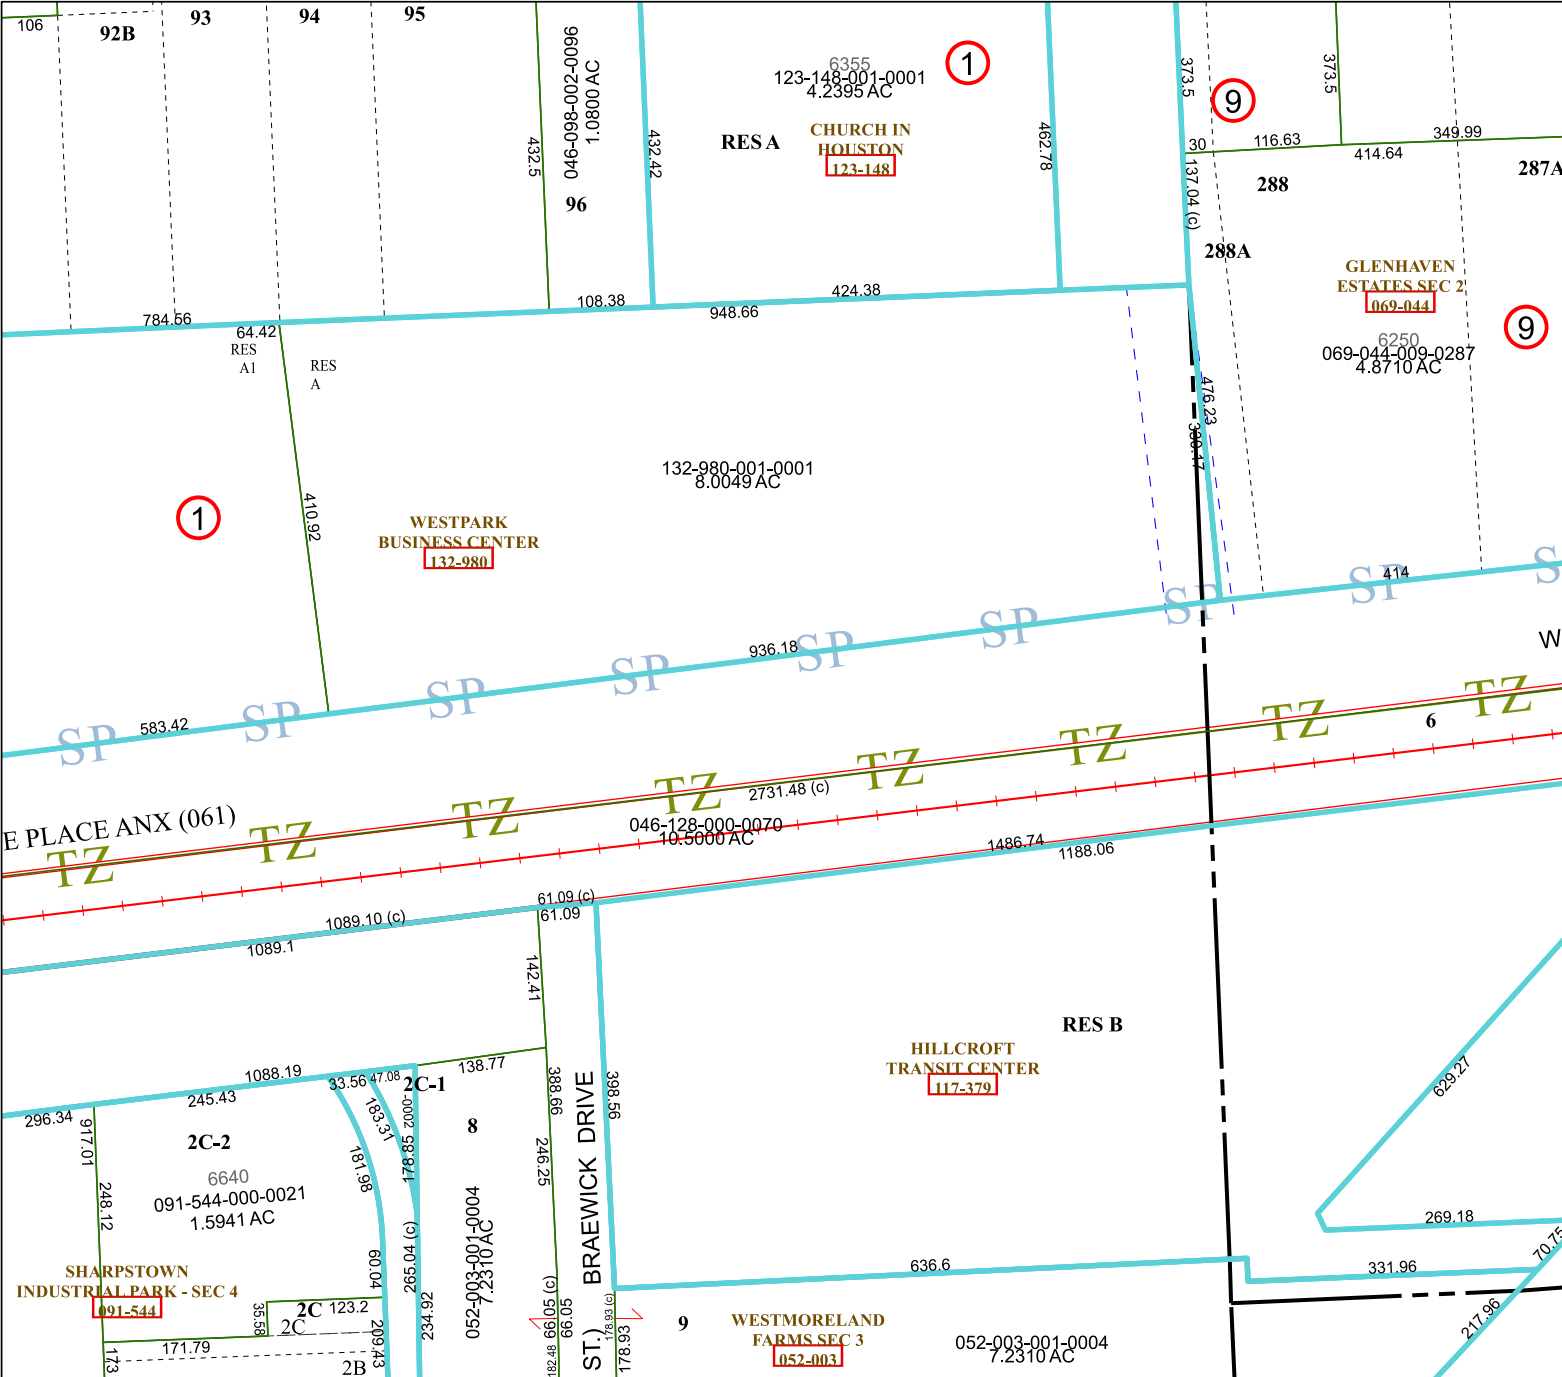 106
92B
93
94
95
046-098-002-0096
1.0800 AC
432.5
96
432.42
6355
123-148-001-0001
4.2395 AC
1
RES A
CHURCH IN
HOUSTON
123-148
462.78
373.5
9
373.5
30
116.63
349.99
414.64
137.04 (c)
288
287A
288A
GLENHAVEN
ESTATES SEC 2
069-044
6250
069-044-009-0287
4.8710 AC
9
784.56
64.42
108.38
948.66
424.38
RES
A1
RES
A
476.23
330.17
132-980-001-0001
8.0049 AC
410.92
1
WESTPARK
BUSINESS CENTER
132-980
414
SP
SP
SP
SP
SP
SP
SP
SP
S
936.18
583.42
W
6
TZ
TZ
TZ
TZ
TZ
TZ
TZ
TZ
2731.48 (c)
E PLACE ANX (061)
046-128-000-0070
10.5000 AC
1486.74
1188.06
61.09 (c)
61.09
1089.10 (c)
1089.1
142.41
RES B
HILLCROFT
TRANSIT CENTER
117-379
138.77
1088.19
33.56
47.08
2C-1
245.43
296.34
917.01
183.31
2000-
178.85
388.66
398.56
8
2C-2
6640
091-544-000-0021
1.5941 AC
181.98
248.12
246.25
BRAEWICK DRIVE
629.27
269.18
70.75
331.96
636.6
SHARPSTOWN
INDUSTRIAL PARK - SEC 4
091-544
60.04
265.04 (c)
234.92
052-003-001-0004
7.2310 AC
35.58
2C
123.2
2C
209.43
171.79
173
2B
66.05 (c)
66.05
182.48
ST.)
178.93 (c)
178.93
9
WESTMORELAND
FARMS SEC 3
052-003
052-003-001-0004
7.2310 AC
217.96